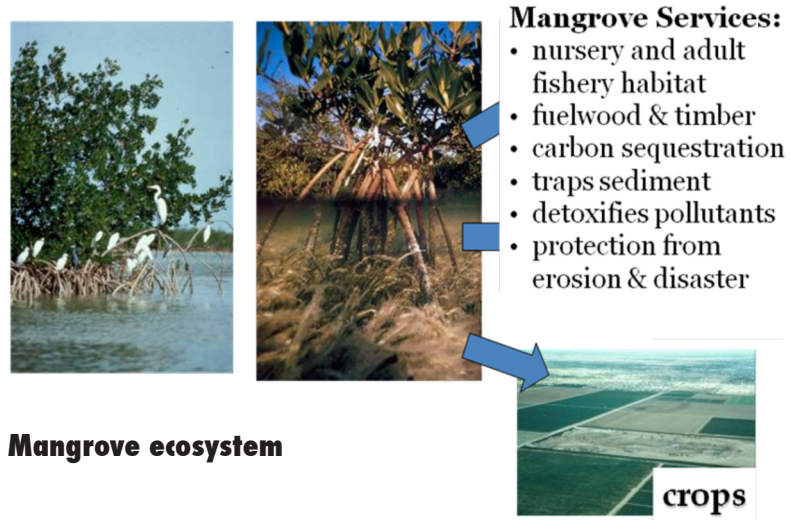 Mangrove Services:
• nursery and adult
fishery habitat
• fuelwood & timber
• carbon sequestration
• traps sediment
• detoxifies pollutants
• protection from
erosion & disaster
Mangrove ecosystem
crops